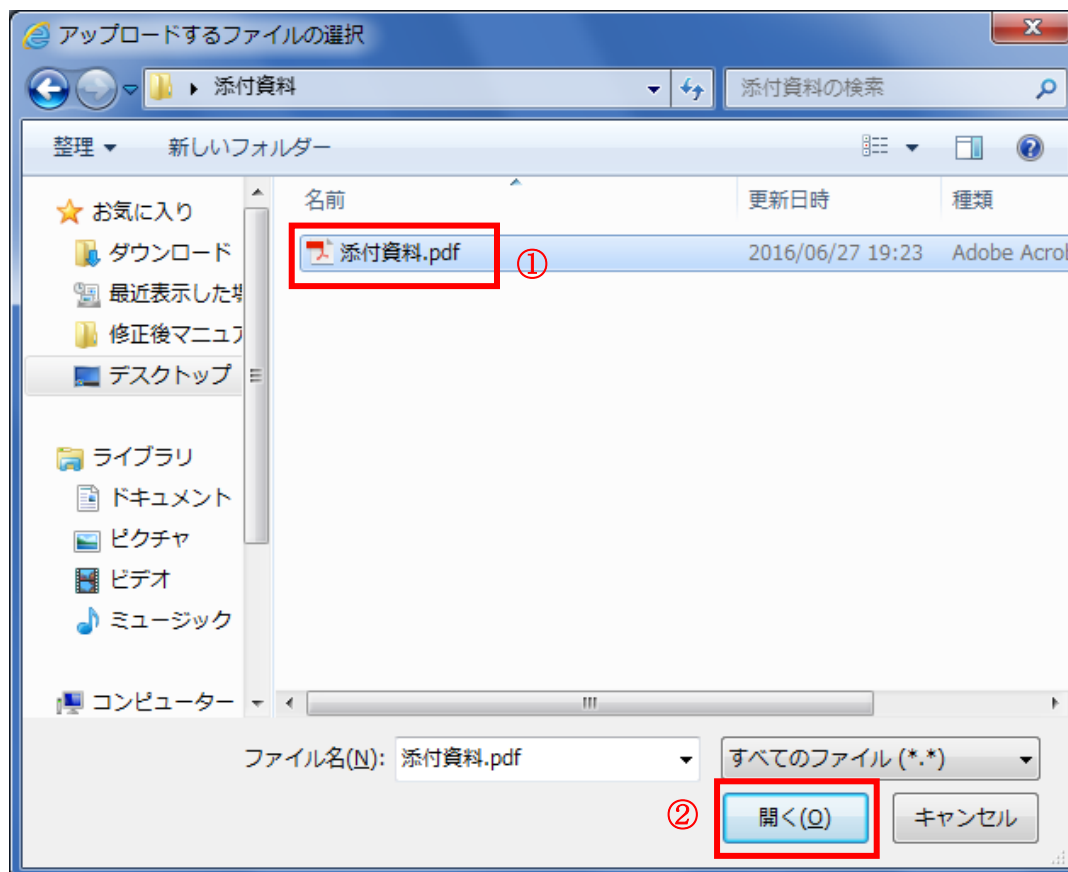 アップロードするファイルの選択
添付資料
添付資料の検索
整理
新しいフォルダー
名前
更新日時
種類
お気に入り
ダウンロード
最近表示した場
修正後マニュア
デスクトップ
ライブラリ
ドキュメント
ピクチャ
ビデオ
ミュージック
コンピューター
添付資料.pdf
①
2016/06/27 19:23
Adobe Acrol
ファイル名(N):
添付資料.pdf
すべてのファイル (*.*)
②
開く(O)
キャンセル